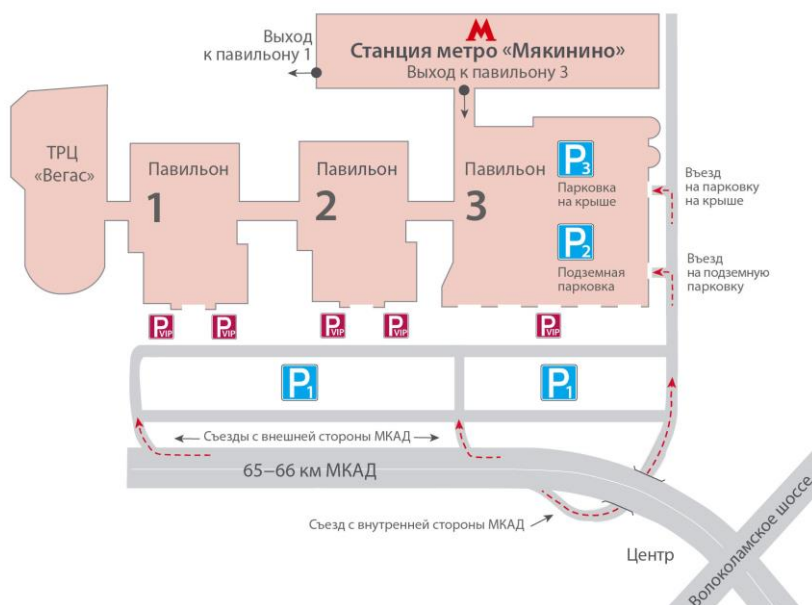 М
Выход
к павильону 1
Станция метро «Мякинино»
Выход к павильону 3
ТРЦ
«Вегас»
Павильон
1
Павильон
2
Павильон
3
P3
Парковка
на крыше
P2
Подземная
парковка
Въезд
на парковку
на крыше
Въезд
на подземную
парковку
P VIP
P VIP
P VIP
P VIP
P VIP
P1
P1
Съезды с внешней стороны МКАД
65–66 км МКАД
Съезд с внутренней стороны МКАД
Центр
Волоколамское шоссе